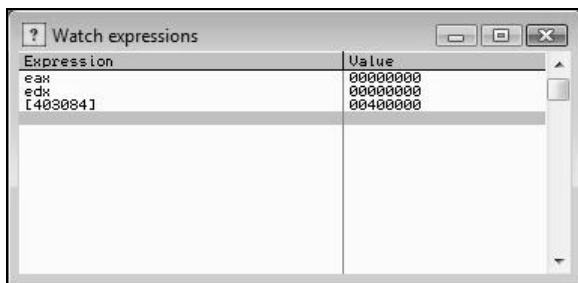 ? Watch expressions
Expression Value
eax 00000000
edx 00000000
[403084] 00400000